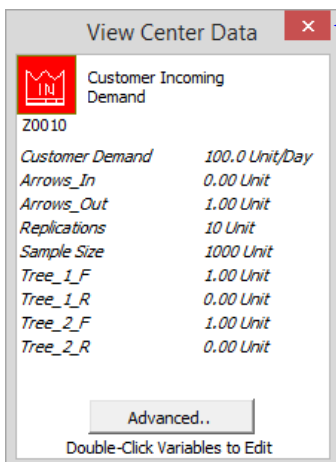 View Center Data
×
IN
Customer Incoming
Demand
Z0010
Customer Demand 100.0 Unit/Day
Arrows_In 0.00 Unit
Arrows_Out 1.00 Unit
Replications 10 Unit
Sample Size 1000 Unit
Tree_1_F 1.00 Unit
Tree_1_R 0.00 Unit
Tree_2_F 1.00 Unit
Tree_2_R 0.00 Unit
Advanced..
Double-Click Variables to Edit